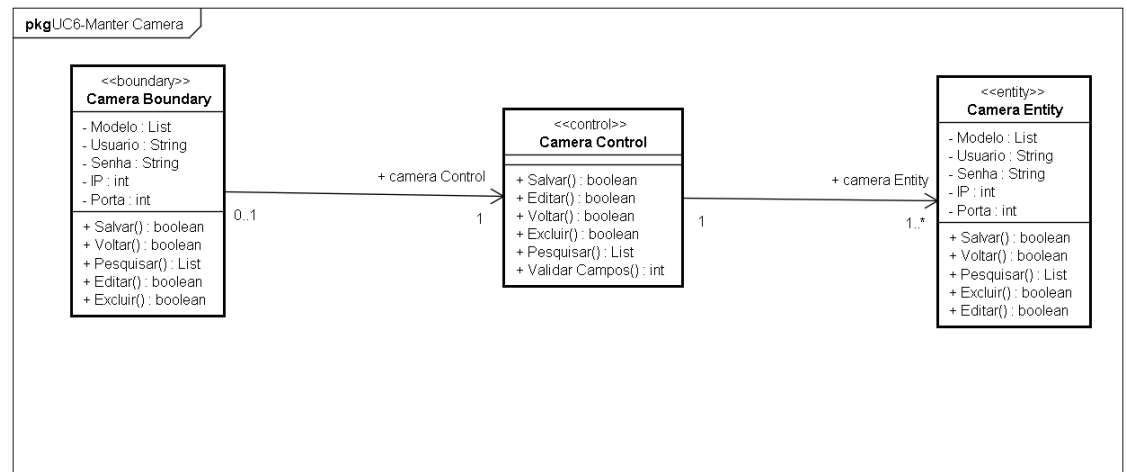 pkgUC6-Manter Camera
<<boundary>>
Camera Boundary
- Modelo : List
- Usuario : String
- Senha : String
- IP : int
- Porta : int
+ Salvar() : boolean
+ Voltar() : boolean
+ Pesquisar() : List
+ Editar() : boolean
+ Excluir() : boolean
0..1
+ camera Control
1
<<control>>
Camera Control
+ Salvar() : boolean
+ Editar() : boolean
+ Voltar() : boolean
+ Excluir() : boolean
+ Pesquisar() : List
+ Validar Campos() : int
1
+ camera Entity
1..*
<<entity>>
Camera Entity
- Modelo : List
- Usuario : String
- Senha : String
- IP : int
- Porta : int
+ Salvar() : boolean
+ Voltar() : boolean
+ Pesquisar() : List
+ Excluir() : boolean
+ Editar() : boolean